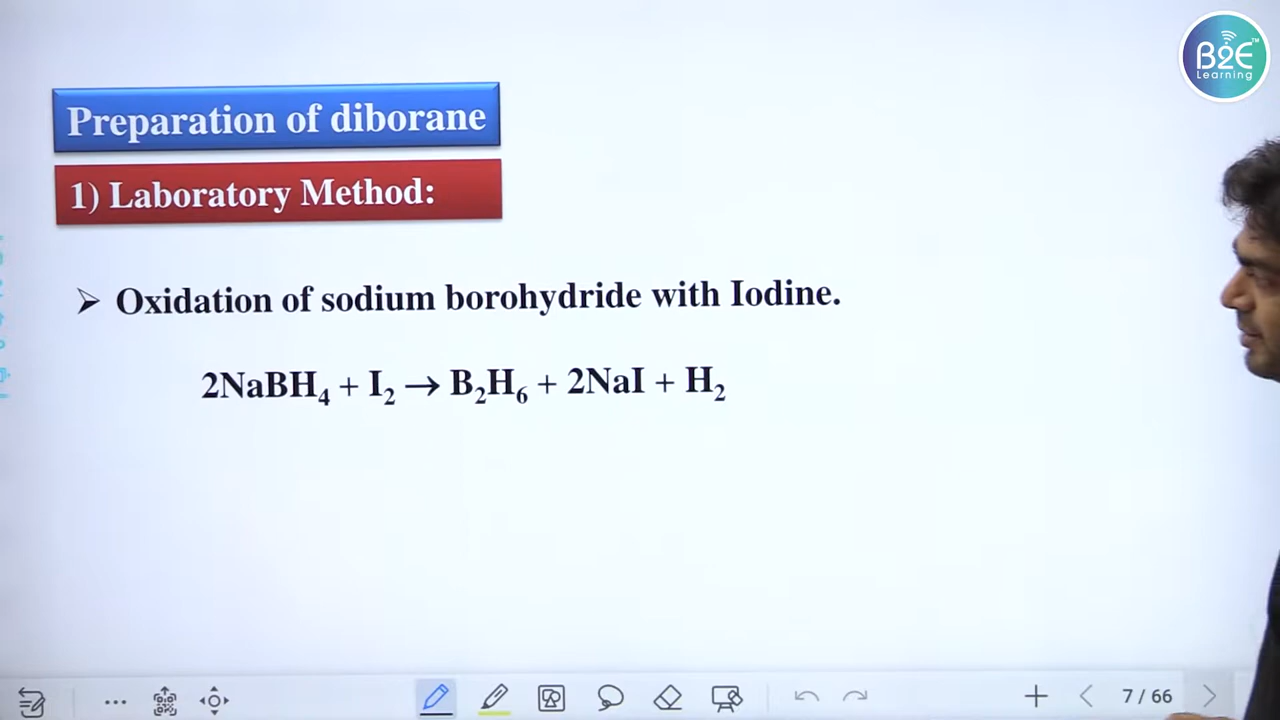 B2E™
Learning
Preparation of diborane
1) Laboratory Method:
➢ Oxidation of sodium borohydride with Iodine.
2NaBH₄ + I₂ → B₂H₆ + 2NaI + H₂
7 / 66